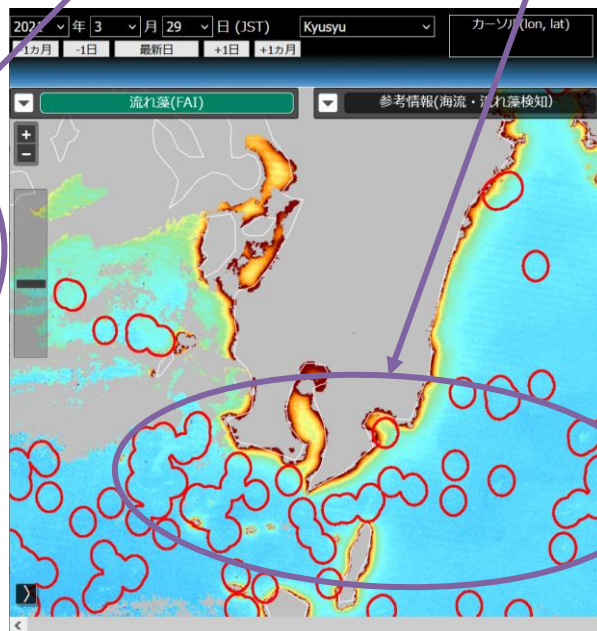 2021 年 3 月 29 日 (JST) Kyusyu カーソル(lon, lat)
-1カ月 -1日 最新日 +1日 +1カ月
流れ藻(FAI) 参考情報(海流・流れ藻検知)
+
−